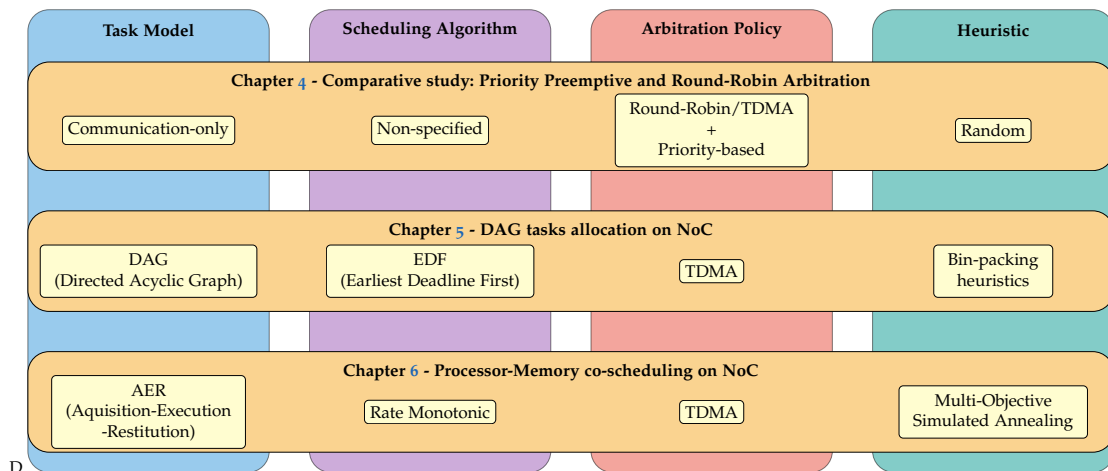 Task Model
Scheduling Algorithm
Arbitration Policy
Heuristic
Chapter 4 - Comparative study: Priority Preemptive and Round-Robin Arbitration
Communication-only
Non-specified
Round-Robin/TDMA
+
Priority-based
Random
Chapter 5 - DAG tasks allocation on NoC
DAG
(Directed Acyclic Graph)
EDF
(Earliest Deadline First)
TDMA
Bin-packing
heuristics
Chapter 6 - Processor-Memory co-scheduling on NoC
AER
(Aquisition-Execution
-Restitution)
Rate Monotonic
TDMA
Multi-Objective
Simulated Annealing
D